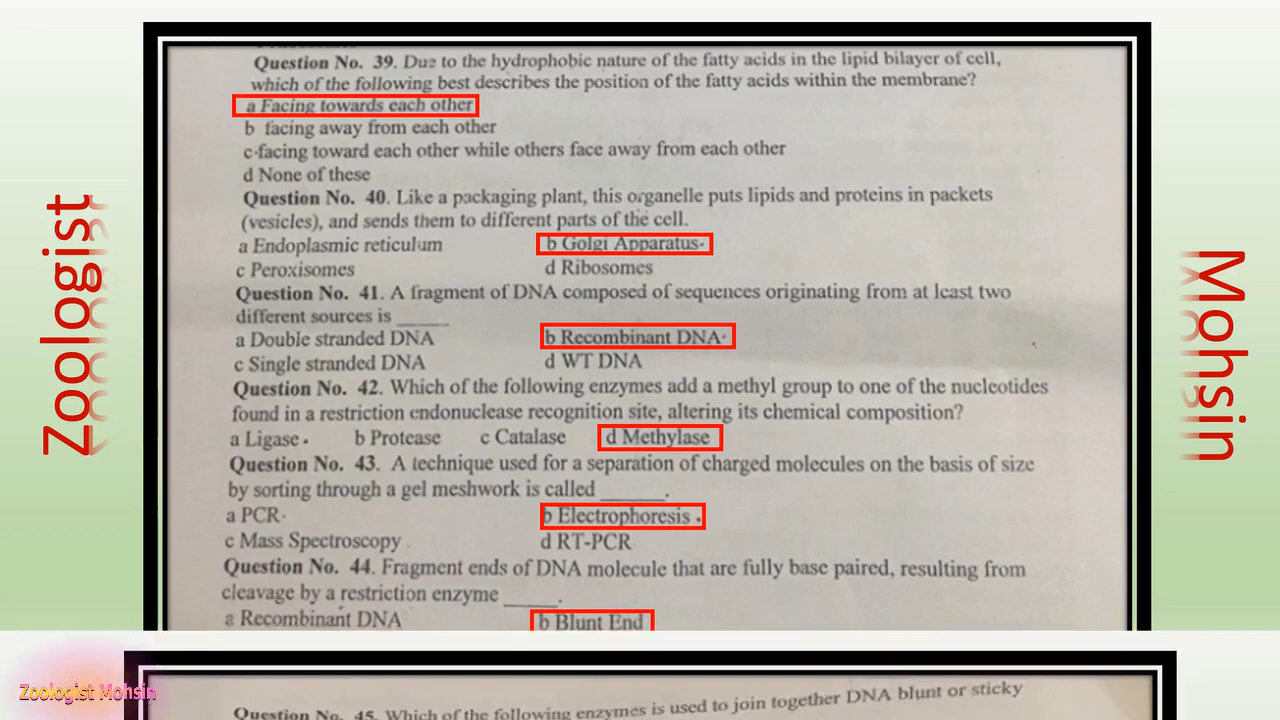 Zoologist
Question No. 39. Due to the hydrophobic nature of the fatty acids in the lipid bilayer of cell,
which of the following best describes the position of the fatty acids within the membrane?
a Facing towards each other
b facing away from each other
c-facing toward each other while others face away from each other
d None of these
Question No. 40. Like a packaging plant, this organelle puts lipids and proteins in packets
(vesicles), and sends them to different parts of the cell.
a Endoplasmic reticulum b Golgi Apparatus
c Peroxisomes d Ribosomes
Question No. 41. A fragment of DNA composed of sequences originating from at least two
different sources is ______
a Double stranded DNA b Recombinant DNA
c Single stranded DNA d WT DNA
Question No. 42. Which of the following enzymes add a methyl group to one of the nucleotides
found in a restriction endonuclease recognition site, altering its chemical composition?
a Ligase b Protease c Catalase d Methylase
Question No. 43. A technique used for a separation of charged molecules on the basis of size
by sorting through a gel meshwork is called _______.
a PCR b Electrophoresis
c Mass Spectroscopy d RT-PCR
Question No. 44. Fragment ends of DNA molecule that are fully base paired, resulting from
cleavage by a restriction enzyme ______.
a Recombinant DNA b Blunt End
Mohsin
Zoologist Mohsin
Question No. 45. Which of the following enzymes is used to join together DNA blunt or sticky